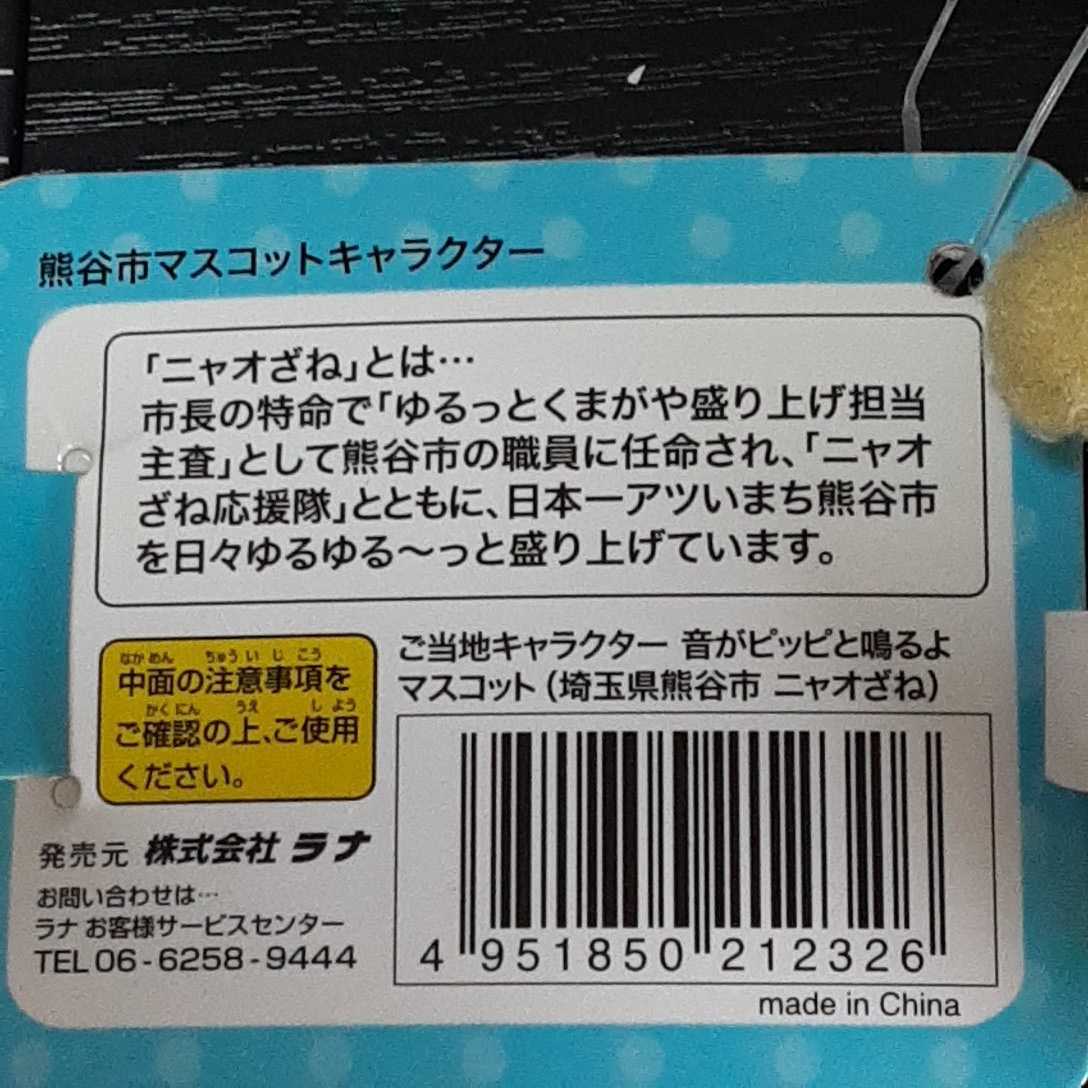 熊谷市マスコットキャラクター
「ニャオざね」とは…
市長の特命で「ゆるっとくまがや盛り上げ担当
主査」として熊谷市の職員に任命され、「ニャオ
ざね応援隊」とともに、日本一アツいまち熊谷市
を日々ゆるゆる〜っと盛り上げています。
なかめん ちゅういじこう
中面の注意事項を
かくにん うえ しよう
ご確認の上、ご使用
ください。
ご当地キャラクター 音がピッピと鳴るよ
マスコット(埼玉県熊谷市 ニャオざね)
発売元 株式会社 ラナ
お問い合わせは…
ラナ お客様サービスセンター
TEL 06-6258-9444
4 951850 212326
made in China